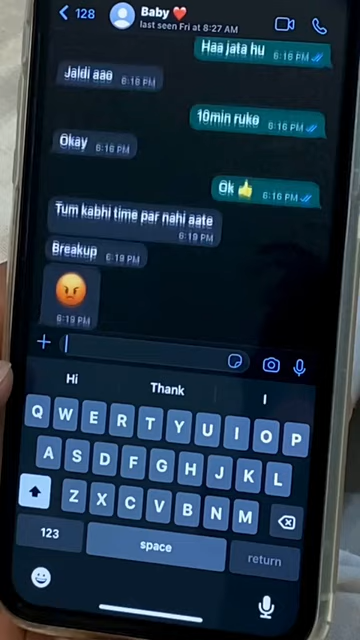 128
Baby ❤️
last seen Fri at 8:27 AM
Haa jata hu
6:16 PM
Jaldi aao 6:16 PM
10min ruko
6:16 PM
Okay 6:16 PM
Ok 👍 6:16 PM
Tum kabhi time par nahi aate
6:19 PM
Breakup 6:19 PM
😡
6:19 PM
Hi Thank I
Q W E R T Y U I O P
A S D F G H J K L
Z X C V B N M
123 space return